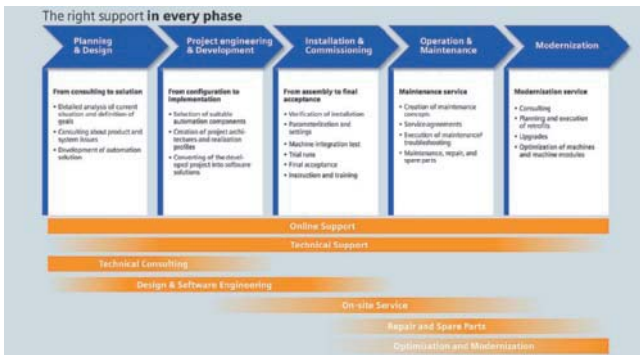 The right support in every phase
Planning
& Design
Project engineering
& Development
Installation &
Commissioning
Operation &
Maintenance
Modernization
From consulting to solution
• Detailed analysis of current
situation and definition of
goals
• Consulting about product and
system issues
• Development of automation
solution
From configuration to
implementation
• Selection of suitable
automation components
• Creation of project archi-
tectures and realization
profiles
• Converting of the devel-
oped project into software
solutions
From assembly to final
acceptance
• Verification of installation
• Parameterization and
settings
• Machine integration test
• Trial runs
• Final acceptance
• Instruction and training
Maintenance service
• Creation of maintenance
concepts
• Service agreements
• Execution of maintenance/
troubleshooting
• Maintenance, repair, and
spare parts
Modernization service
• Consulting
• Planning and execution
of retrofits
• Upgrades
• Optimization of machines
and machine modules
Online Support
Technical Support
Technical Consulting
Design & Software Engineering
On-site Service
Repair and Spare Parts
Optimization and Modernization